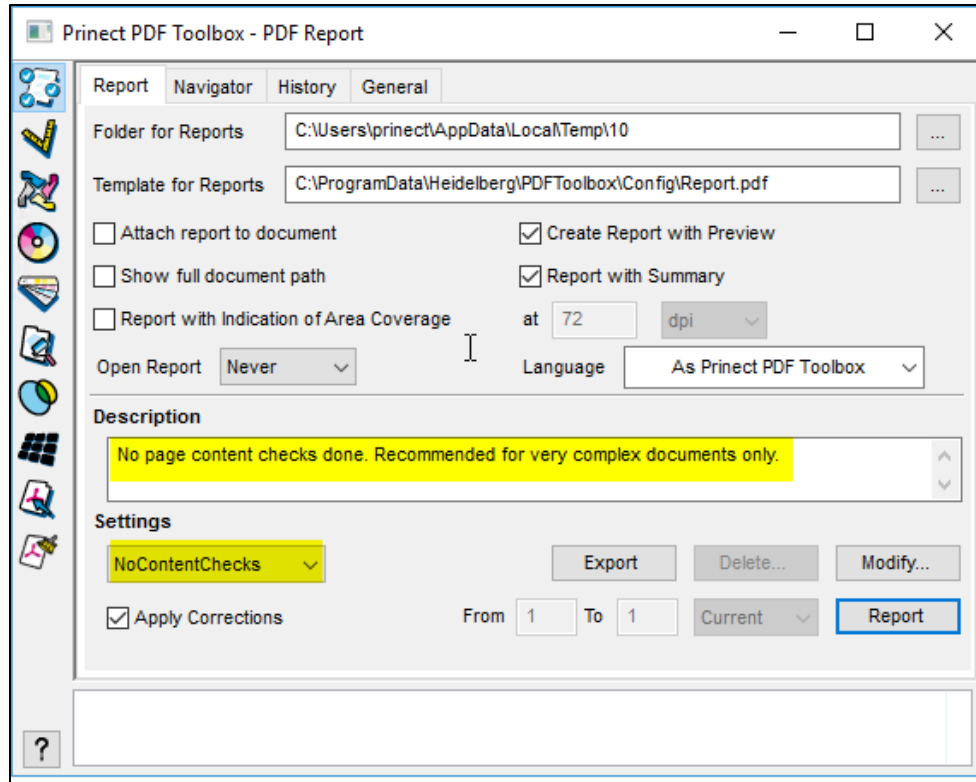 Prinect PDF Toolbox - PDF Report
Report Navigator History General
Folder for Reports C:\Users\prinect\AppData\Local\Temp\10 ...
Template for Reports C:\ProgramData\Heidelberg\PDFToolbox\Config\Report.pdf ...
Attach report to document Create Report with Preview
Show full document path Report with Summary
Report with Indication of Area Coverage at 72 dpi
Open Report Never Language As Prinect PDF Toolbox
Description
No page content checks done. Recommended for very complex documents only.
Settings
NoContentChecks Export Delete... Modify...
Apply Corrections From 1 To 1 Current Report
?